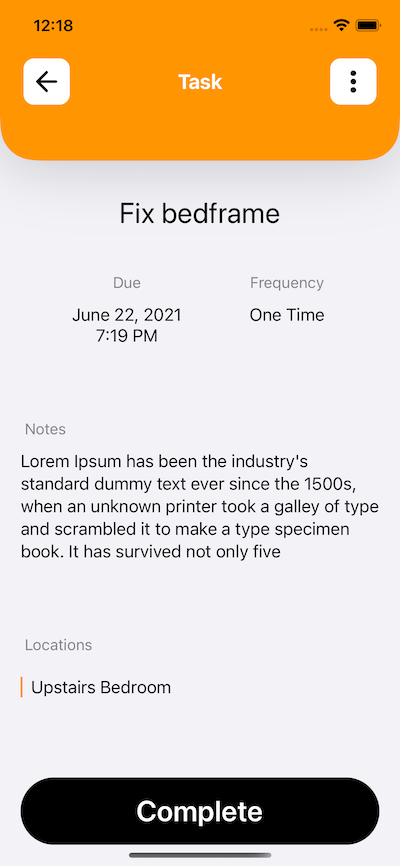 12:18
Task
Fix bedframe
Due
Frequency
June 22, 2021
7:19 PM
One Time
Notes
Lorem Ipsum has been the industry's
standard dummy text ever since the 1500s,
when an unknown printer took a galley of type
and scrambled it to make a type specimen
book. It has survived not only five
Locations
Upstairs Bedroom
Complete